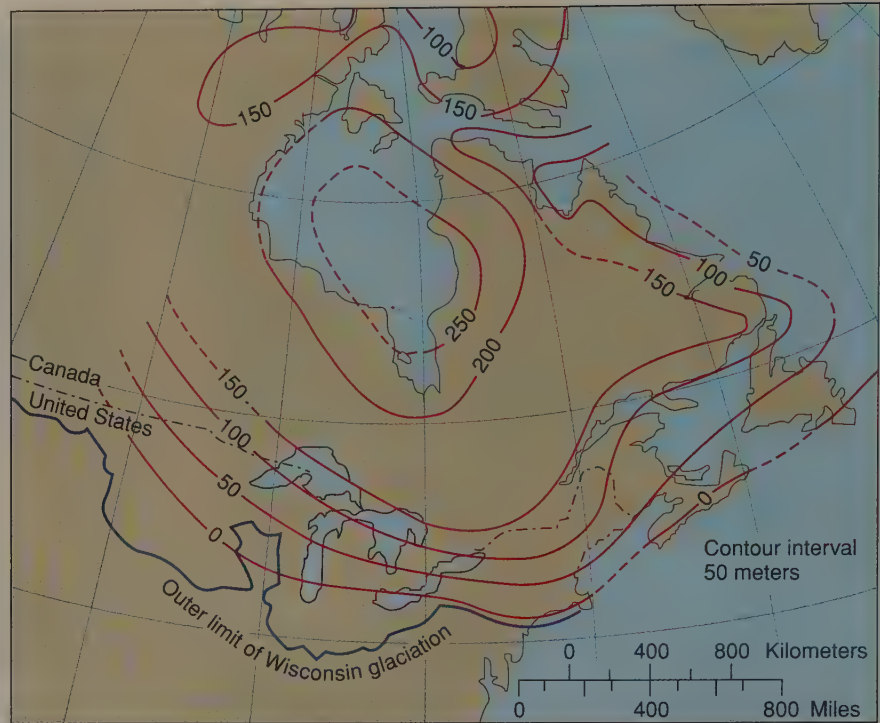 100
150
150
50
100
150
250
200
Canada
United States
150
100
50
0
0
Contour interval
50 meters
Outer limit of Wisconsin glaciation
0 400 800 Kilometers
0 400 800 Miles